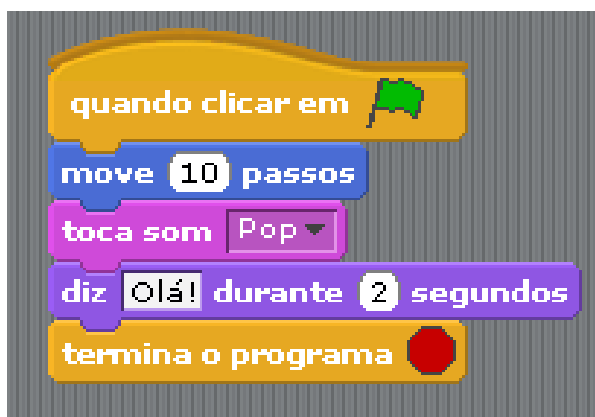 quando clicar em
move 10 passos
toca som Pop
diz Olá! durante 2 segundos
termina o programa